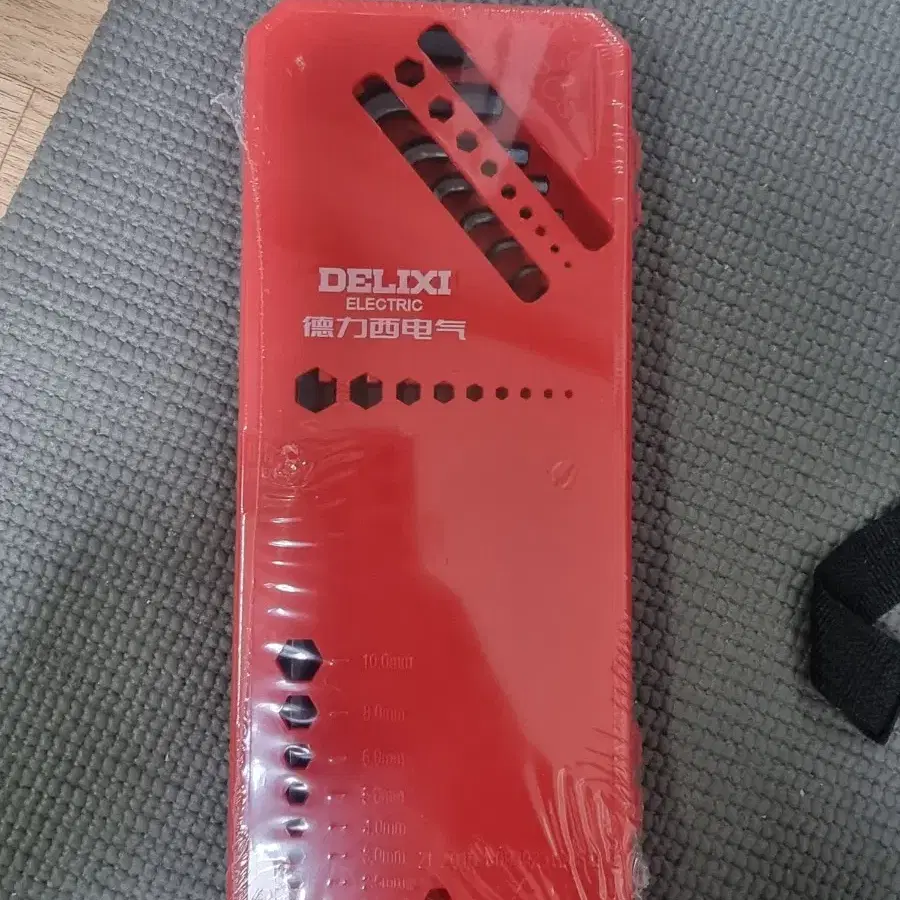 DELIXI
ELECTRIC
德力西电气
10.0mm
8.0mm
6.0mm
5.0mm
4.0mm